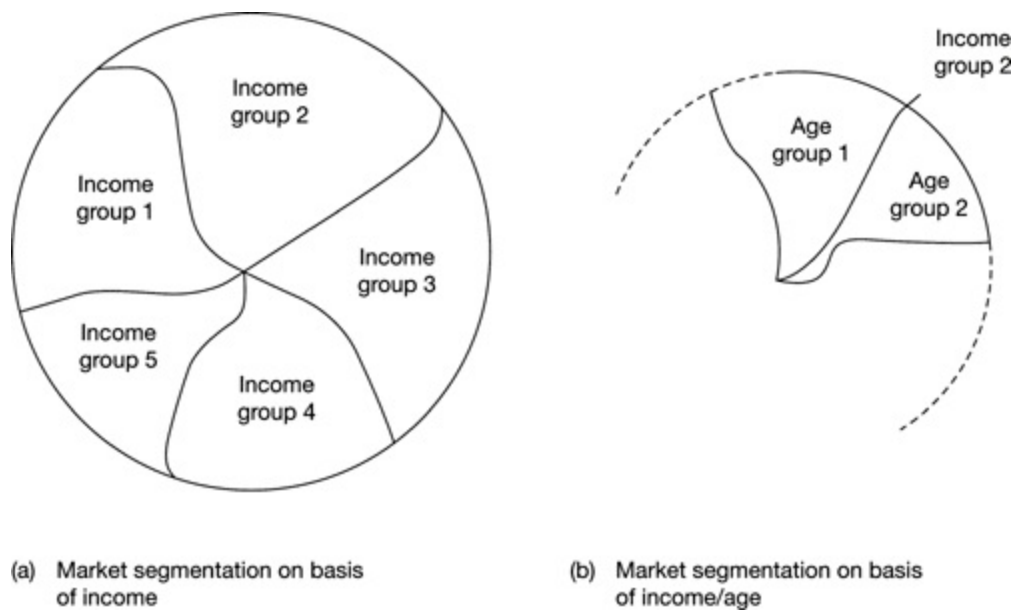 Income
group 2
Income
group 1
Income
group 3
Income
group 5
Income
group 4
(a) Market segmentation on basis
of income
Income
group 2
Age
group 1
Age
group 2
(b) Market segmentation on basis
of income/age